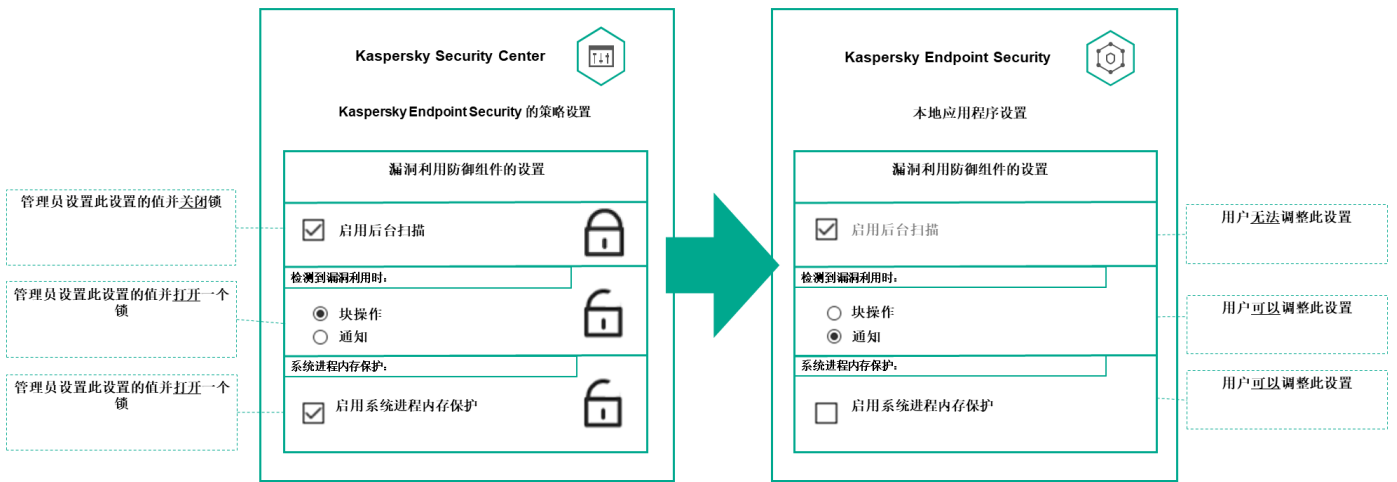 Kaspersky Security Center
Kaspersky Endpoint Security 的策略设置
漏洞利用防御组件的设置
管理员设置此设置的值并关闭锁
启用后台扫描
检测到漏洞利用时：
管理员设置此设置的值并打开一个
锁
块操作
通知
系统进程内存保护：
管理员设置此设置的值并打开一个
锁
启用系统进程内存保护
Kaspersky Endpoint Security
本地应用程序设置
漏洞利用防御组件的设置
启用后台扫描
用户无法调整此设置
检测到漏洞利用时：
块操作
通知
用户可以调整此设置
系统进程内存保护：
启用系统进程内存保护
用户可以调整此设置